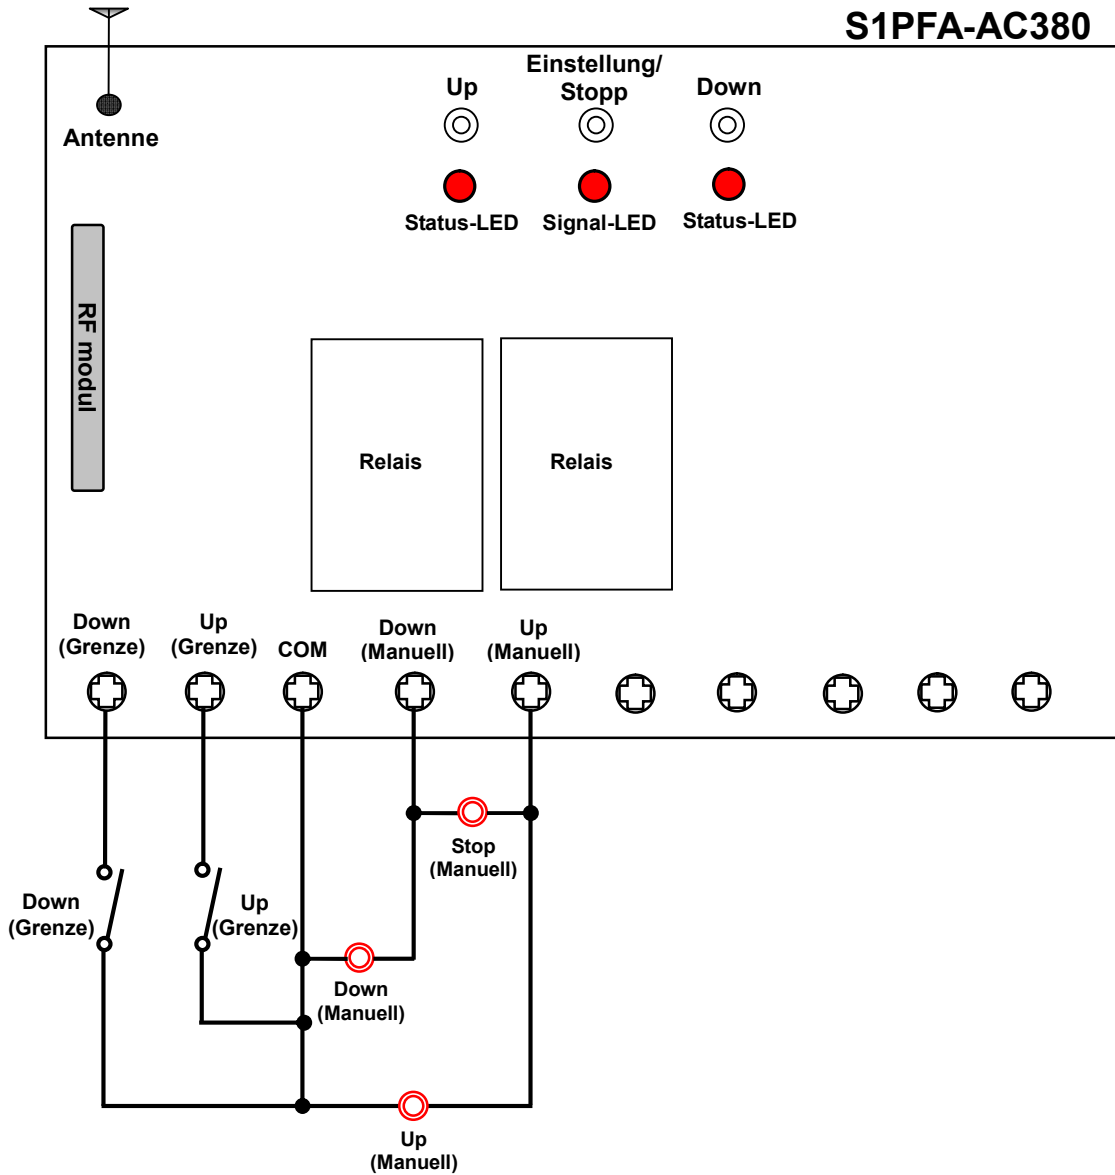 S1PFA-AC380
Einstellung/
Stopp
Up
Down
Antenne
Status-LED
Signal-LED
Status-LED
RF modul
Relais
Relais
Down
(Grenze)
Up
(Grenze)
COM
Down
(Manuell)
Up
(Manuell)
Stop
(Manuell)
Down
(Grenze)
Up
(Grenze)
Down
(Manuell)
Up
(Manuell)